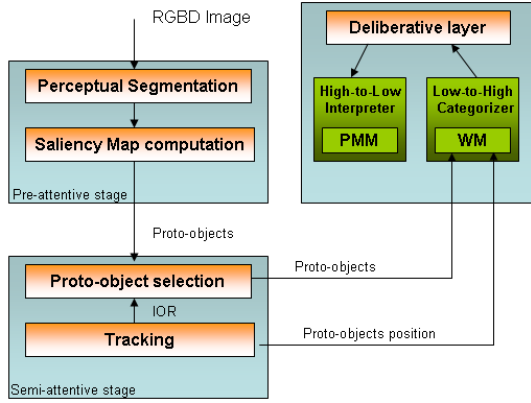 RGBD Image
Perceptual Segmentation
Saliency Map computation
Pre-attentive stage
Proto-objects
Proto-object selection
IOR
Tracking
Semi-attentive stage
Proto-objects
Proto-objects position
Deliberative layer
High-to-Low
Interpreter
PMM
Low-to-High
Categorizer
WM